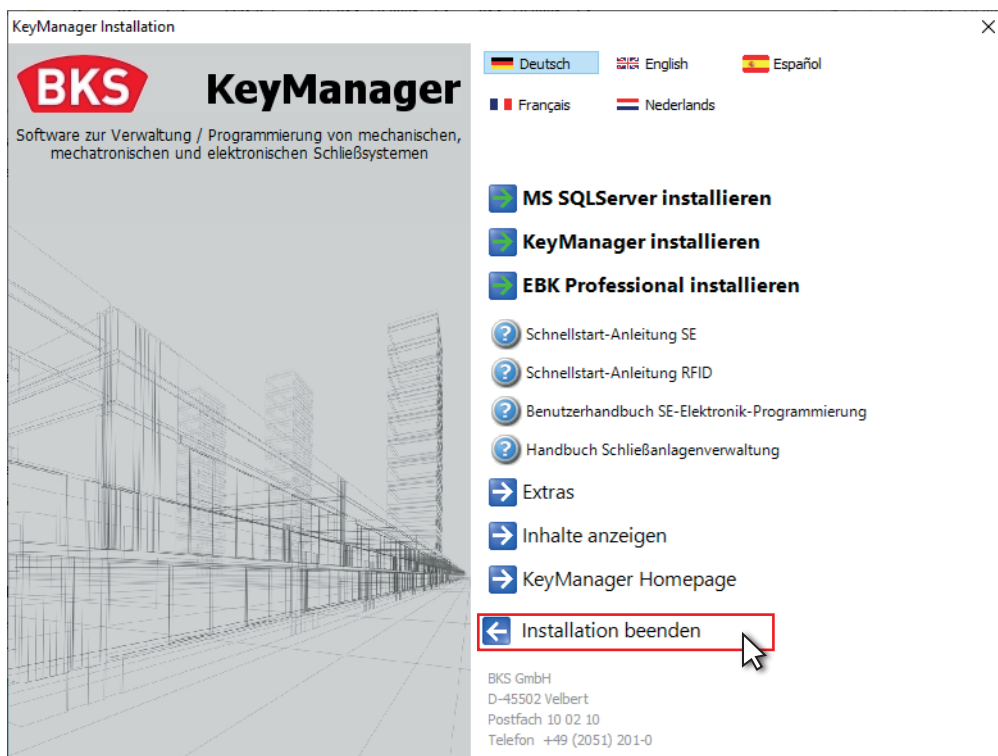 KeyManager Installation
BKS
KeyManager
Software zur Verwaltung / Programmierung von mechanischen,
mechatronischen und elektronischen Schließsystemen
Deutsch
English
Español
Français
Nederlands
MS SQLServer installieren
KeyManager installieren
EBK Professional installieren
Schnellstart-Anleitung SE
Schnellstart-Anleitung RFID
Benutzerhandbuch SE-Elektronik-Programmierung
Handbuch Schließanlagenverwaltung
Extras
Inhalte anzeigen
KeyManager Homepage
Installation beenden
BKS GmbH
D-45502 Velbert
Postfach 10 02 10
Telefon +49 (2051) 201-0